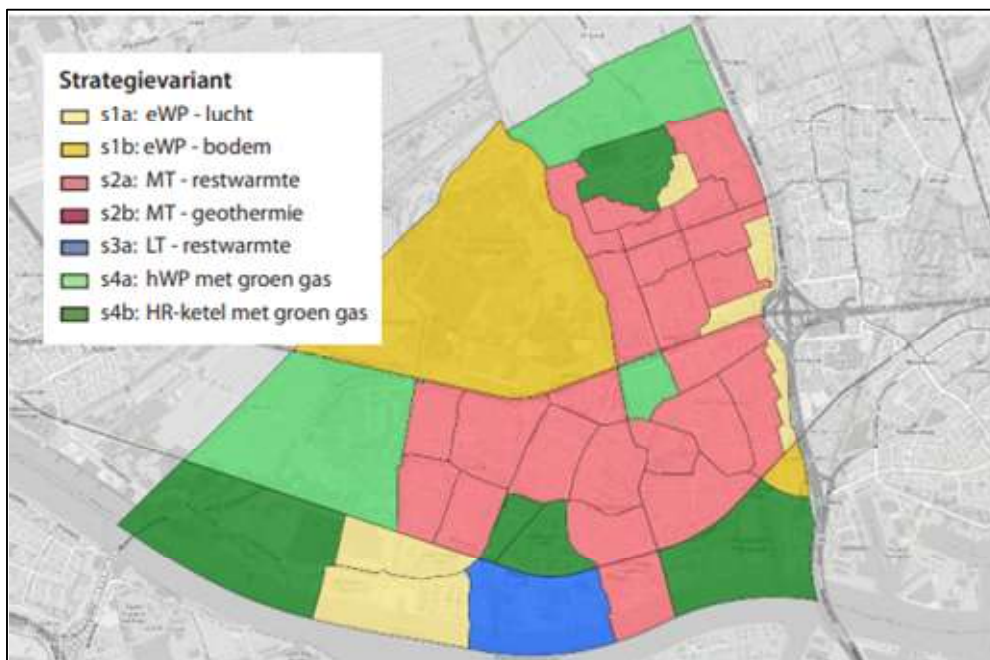 Strategievariant
s1a: eWP - lucht
s1b: eWP - bodem
s2a: MT - restwarmte
s2b: MT - geothermie
s3a: LT - restwarmte
s4a: hWP met groen gas
s4b: HR-ketel met groen gas